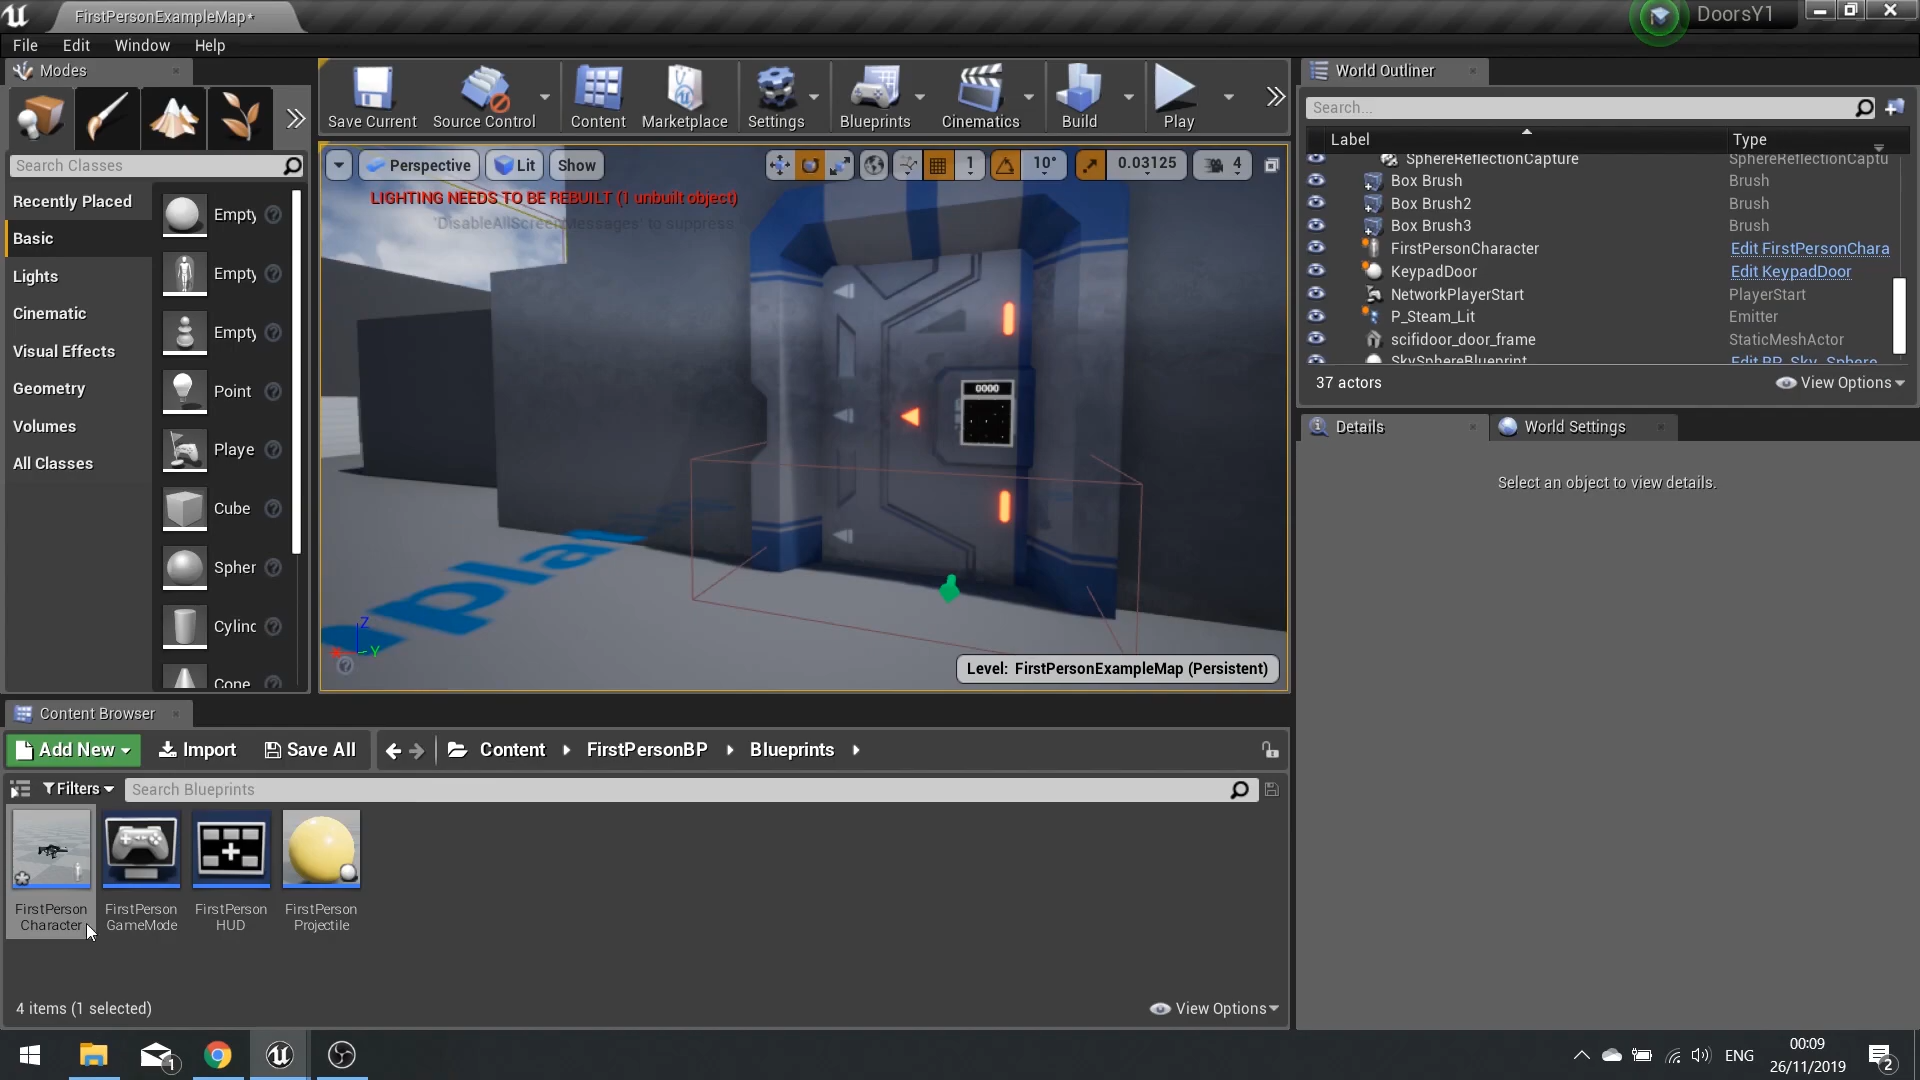 FirstPersonExampleMap*
DoorsY1
File Edit Window Help
Modes
Search Classes
Recently Placed
Basic
Lights
Cinematic
Visual Effects
Geometry
Volumes
All Classes
Empty
Empty
Empty
Point
Playe
Cube
Spher
Cylinc
Cone
Save Current
Source Control
Content
Marketplace
Settings
Blueprints
Cinematics
Build
Play
Perspective
Lit
Show
1
10°
0.03125
4
LIGHTING NEEDS TO BE REBUILT (1 unbuilt object)
'DisableAllScreenMessages' to suppress
0000
Z
Y
Level: FirstPersonExampleMap (Persistent)
World Outliner
Search...
Label Type
SphereReflectionCapture SphereReflectionCaptu
Box Brush Brush
Box Brush2 Brush
Box Brush3 Brush
FirstPersonCharacter Edit FirstPersonChara
KeypadDoor Edit KeypadDoor
NetworkPlayerStart PlayerStart
P_Steam_Lit Emitter
scifidoor_door_frame StaticMeshActor
SkySphereBlueprint Edit BP_Sky_Sphere
37 actors
View Options
Details
World Settings
Select an object to view details.
Content Browser
Add New
Import
Save All
Content
FirstPersonBP
Blueprints
Filters
Search Blueprints
FirstPerson
Character
FirstPerson
GameMode
FirstPerson
HUD
FirstPerson
Projectile
4 items (1 selected)
View Options
1
ENG
00:09
26/11/2019
2